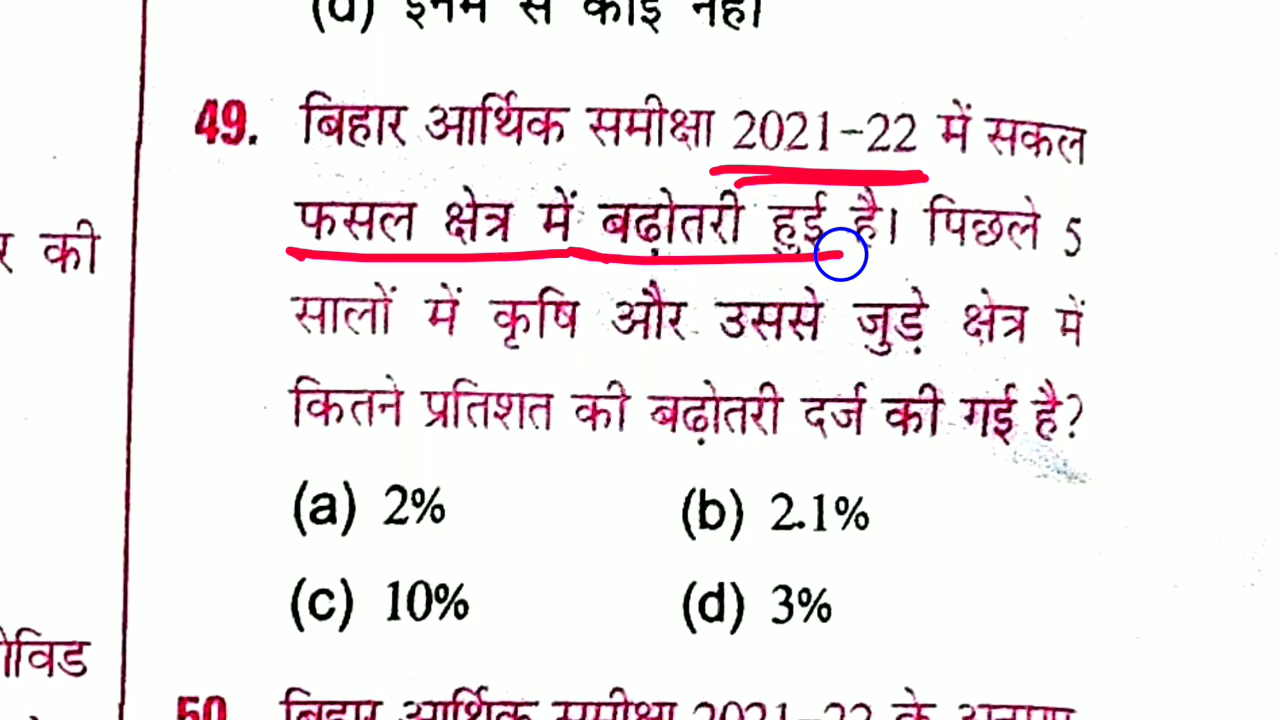 (d) इनमें से कोई नहीं
49. बिहार आर्थिक समीक्षा 2021-22 में सकल
फसल क्षेत्र में बढ़ोतरी हुई है। पिछले 5
र की
सालों में कृषि और उससे जुड़े क्षेत्र में
कितने प्रतिशत की बढ़ोतरी दर्ज की गई है?
(a) 2% (b) 2.1%
(c) 10% (d) 3%
विड
50. बिहार आर्थिक समीक्षा 2021-22 के